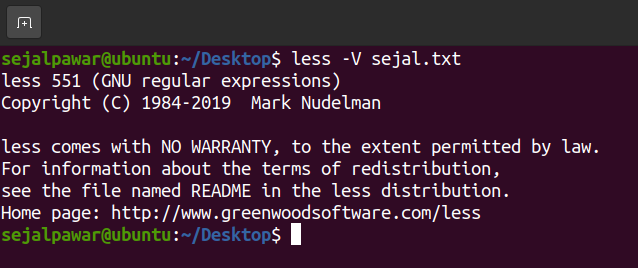 sejalpawar@ubuntu:~/Desktop$ less -V sejal.txt
less 551 (GNU regular expressions)
Copyright (C) 1984-2019  Mark Nudelman

less comes with NO WARRANTY, to the extent permitted by law.
For information about the terms of redistribution,
see the file named README in the less distribution.
Home page: http://www.greenwoodsoftware.com/less
sejalpawar@ubuntu:~/Desktop$